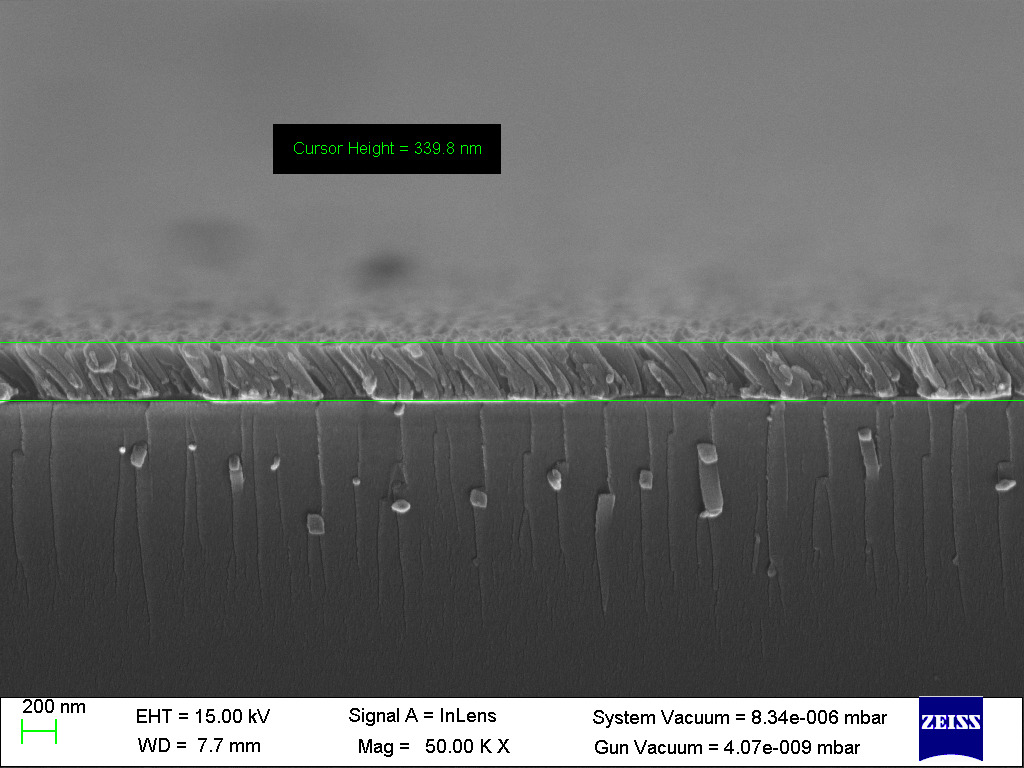 Cursor Height = 339.8 nm
200 nm
EHT = 15.00 kV
Signal A = InLens
System Vacuum = 8.34e-006 mbar
ZEISS
WD = 7.7 mm
Mag = 50.00 K X
Gun Vacuum = 4.07e-009 mbar